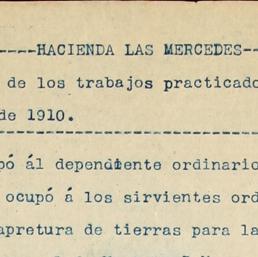 -----HACIENDA LAS MERCEDES--
de los trabajos practicado
de 1910.
pó ál dependiente ordinario
ocupó á los sirvientes ord
apretura de tierras para la